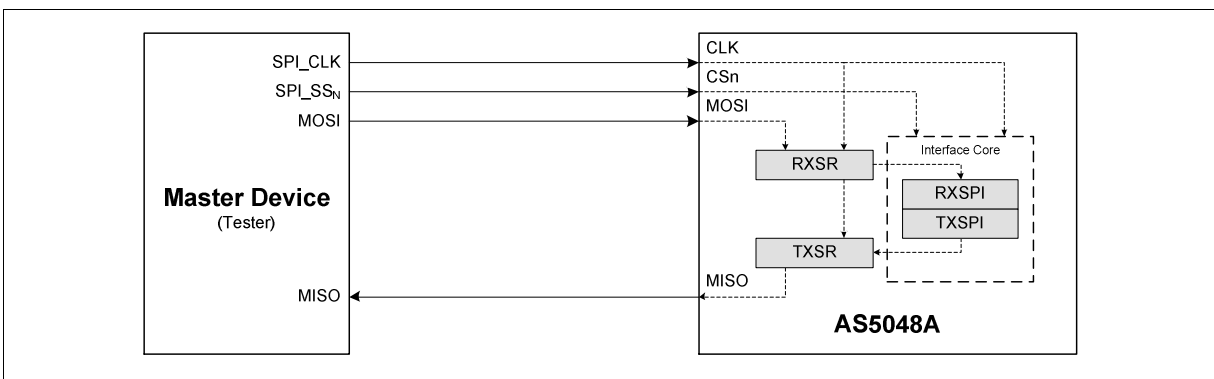 SPI_CLK
SPI_SSN
MOSI
Master Device
(Tester)
MISO
CLK
CSn
MOSI
Interface Core
RXSR
RXSPI
TXSPI
TXSR
MISO
AS5048A